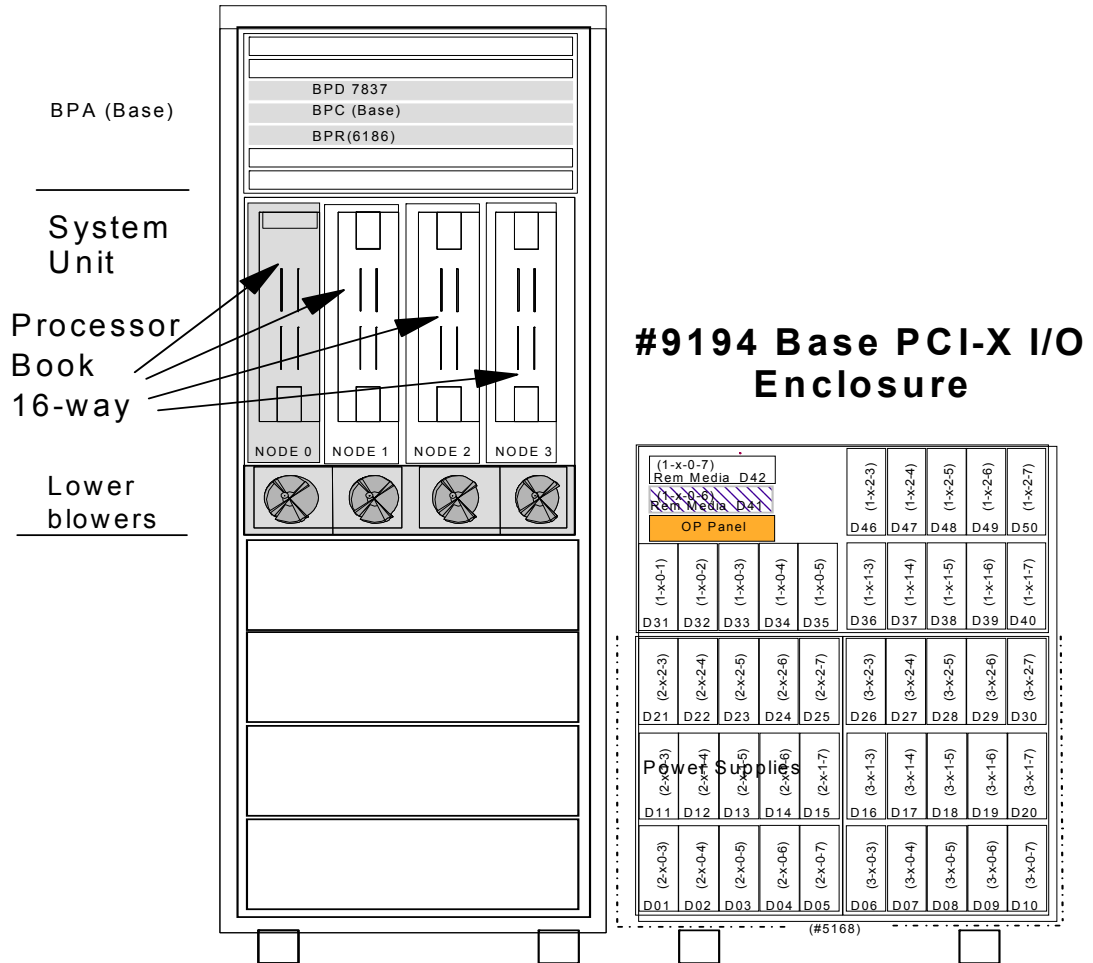 BPD 7837
BPC (Base)
BPR(6186)
BPA (Base)
System
Unit
Processor
Book
16-way
NODE 0 NODE 1 NODE 2 NODE 3
Lower
blowers
#9194 Base PCI-X I/O
Enclosure
(1-x-0-7)
Rem Media D42
(1-x-0-6)
Rem Media D41
OP Panel
(1-x-2-3) (1-x-2-4) (1-x-2-5) (1-x-2-6) (1-x-2-7)
D46 D47 D48 D49 D50
(1-x-0-1) (1-x-0-2) (1-x-0-3) (1-x-0-4) (1-x-0-5) (1-x-1-3) (1-x-1-4) (1-x-1-5) (1-x-1-6) (1-x-1-7)
D31 D32 D33 D34 D35 D36 D37 D38 D39 D40
(2-x-2-3) (2-x-2-4) (2-x-2-5) (2-x-2-6) (2-x-2-7) (3-x-2-3) (3-x-2-4) (3-x-2-5) (3-x-2-6) (3-x-2-7)
D21 D22 D23 D24 D25 D26 D27 D28 D29 D30
Power Supplies
(2-x-1-3) (2-x-1-4) (2-x-1-5) (2-x-1-6) (2-x-1-7) (3-x-1-3) (3-x-1-4) (3-x-1-5) (3-x-1-6) (3-x-1-7)
D11 D12 D13 D14 D15 D16 D17 D18 D19 D20
(2-x-0-3) (2-x-0-4) (2-x-0-5) (2-x-0-6) (2-x-0-7) (3-x-0-3) (3-x-0-4) (3-x-0-5) (3-x-0-6) (3-x-0-7)
D01 D02 D03 D04 D05 D06 D07 D08 D09 D10
(#5168)